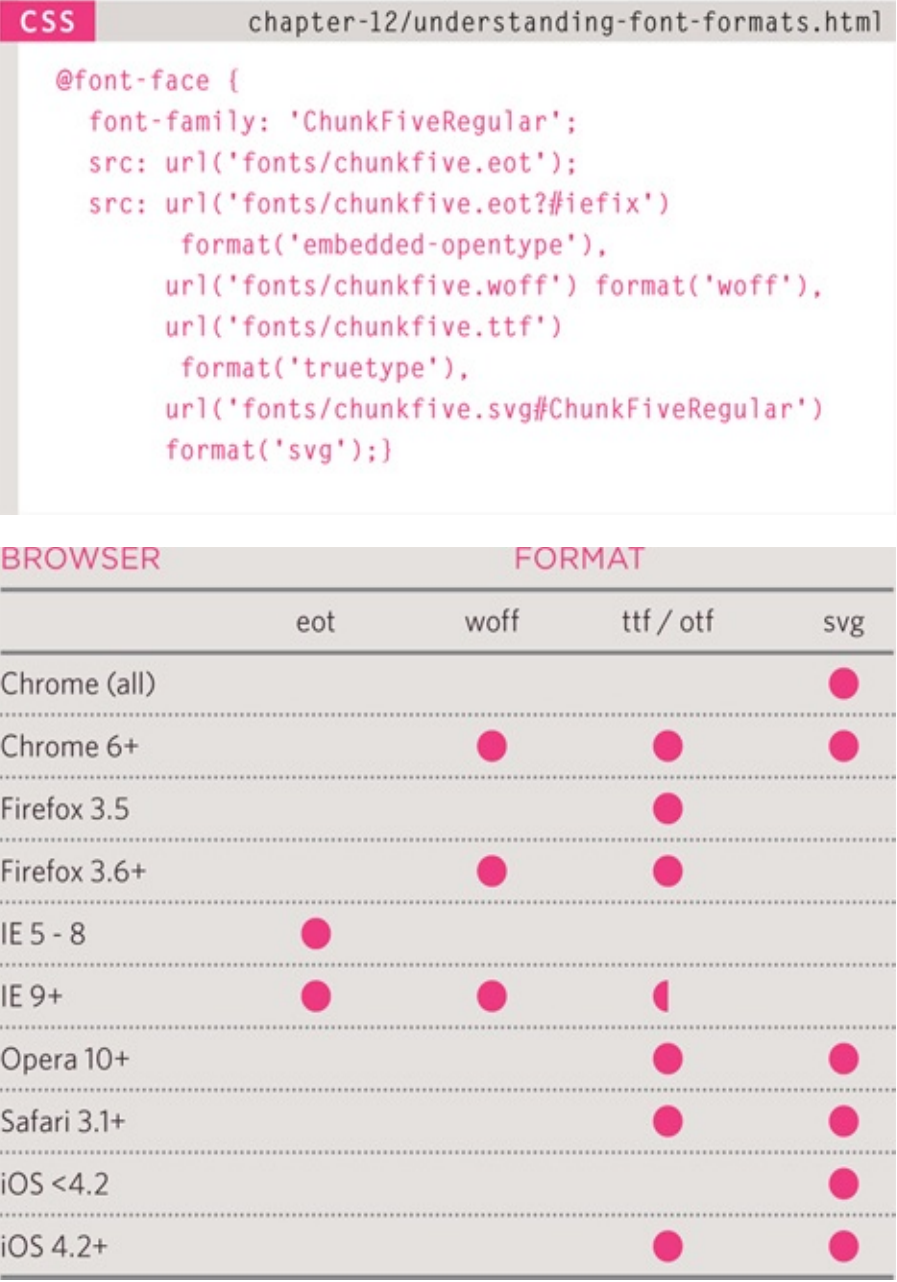 CSS chapter-12/understanding-font-formats.html
@font-face {
font-family: 'ChunkFiveRegular';
src: url('fonts/chunkfive.eot');
src: url('fonts/chunkfive.eot?#iefix')
format('embedded-opentype'),
url('fonts/chunkfive.woff') format('woff'),
url('fonts/chunkfive.ttf')
format('truetype'),
url('fonts/chunkfive.svg#ChunkFiveRegular')
format('svg');}
BROWSER FORMAT
eot woff ttf / otf svg
Chrome (all)
Chrome 6+
Firefox 3.5
Firefox 3.6+
IE 5 - 8
IE 9+
Opera 10+
Safari 3.1+
iOS <4.2
iOS 4.2+